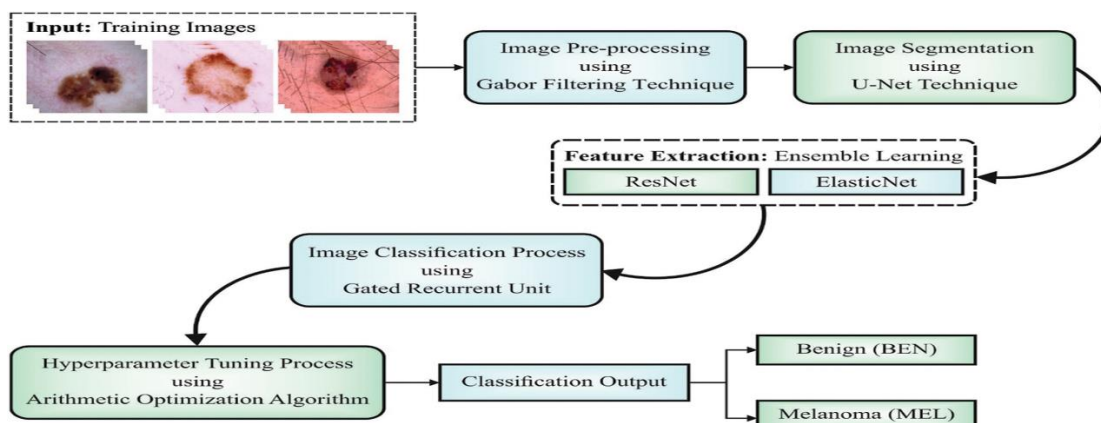 Input: Training Images
Image Pre-processing
using
Gabor Filtering Technique
Image Segmentation
using
U-Net Technique
Feature Extraction: Ensemble Learning
ResNet
ElasticNet
Image Classification Process
using
Gated Recurrent Unit
Hyperparameter Tuning Process
using
Arithmetic Optimization Algorithm
Classification Output
Benign (BEN)
Melanoma (MEL)